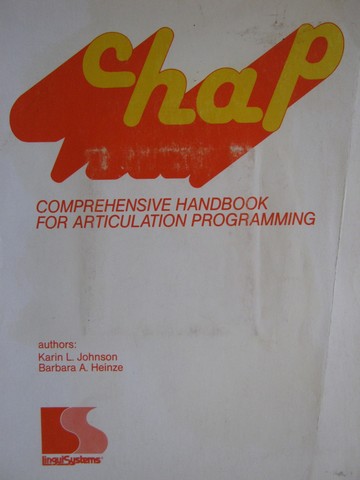 chap
COMPREHENSIVE HANDBOOK
FOR ARTICULATION PROGRAMMING
authors:
Karin L. Johnson
Barbara A. Heinze
LinguiSystems